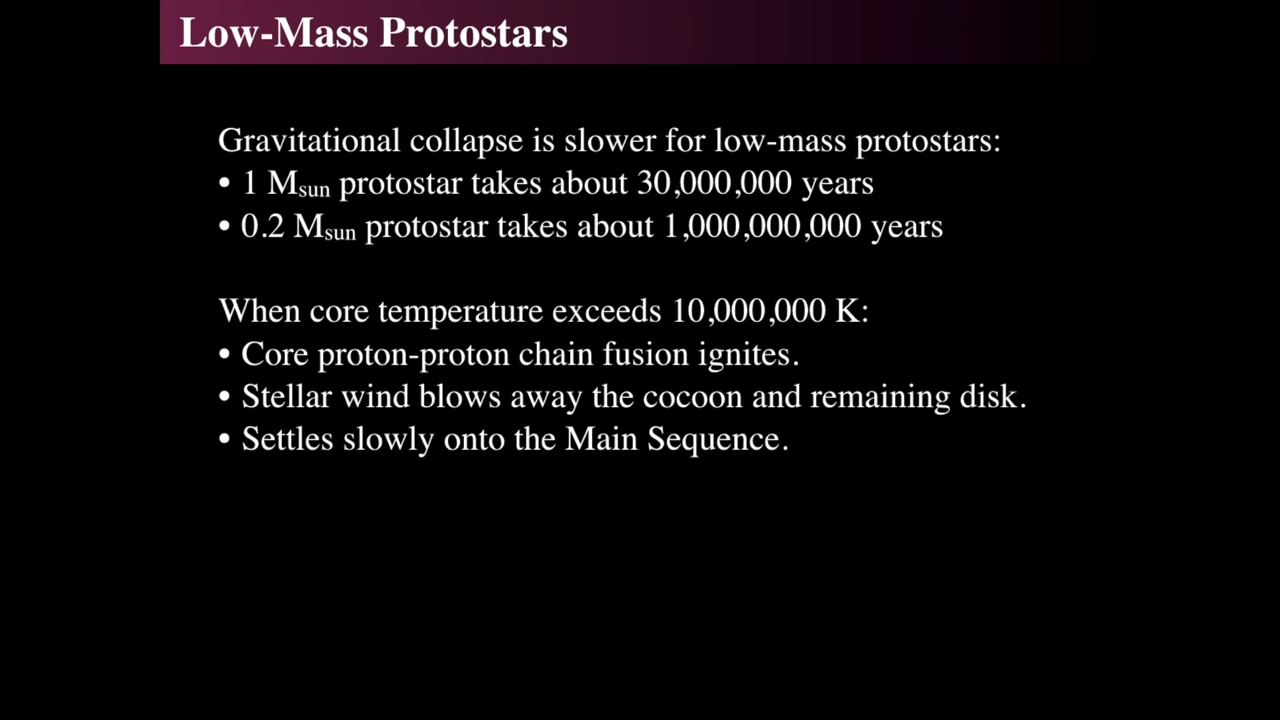 Low-Mass Protostars
Gravitational collapse is slower for low-mass protostars:
• 1 Msun protostar takes about 30,000,000 years
• 0.2 Msun protostar takes about 1,000,000,000 years
When core temperature exceeds 10,000,000 K:
• Core proton-proton chain fusion ignites.
• Stellar wind blows away the cocoon and remaining disk.
• Settles slowly onto the Main Sequence.